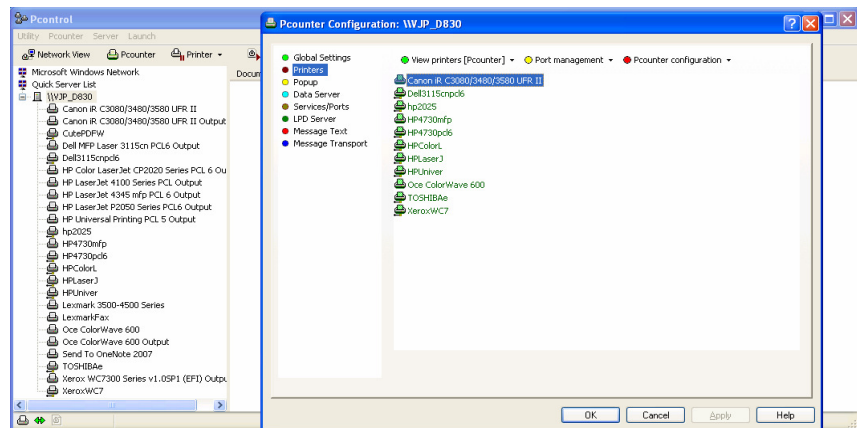 Pcontrol
Utility Pcounter Server Launch
Network View Pcounter Printer
Microsoft Windows Network
Docum
Quick Server List
\\VJP_D830
Canon iR C3080/3480/3580 UFR II
Canon iR C3080/3480/3580 UFR II Output
CutePDFW
Dell MFP Laser 3115cn PCL6 Output
Dell3115cnpcl6
HP Color LaserJet CP2020 Series PCL 6 Ou
HP LaserJet 4100 Series PCL Output
HP LaserJet 4345 mfp PCL 6 Output
HP LaserJet P2050 Series PCL6 Output
HP Universal Printing PCL 5 Output
hp2025
HP4730mfp
HP4730pcl6
HPColorL
HPLaserJ
HPUniver
Lexmark 3500-4500 Series
LexmarkFax
Oce ColorWave 600
Oce ColorWave 600 Output
Send To OneNote 2007
TOSHIBAe
Xerox WC7300 Series v1.0SP1 (EFI) Outpu
XeroxWC7
Pcounter Configuration: \\VJP_D830
Global Settings
Printers
Popup
Data Server
Services/Ports
LPD Server
Message Text
Message Transport
View printers [Pcounter] Port management Pcounter configuration
Canon iR C3080/3480/3580 UFR II
Dell3115cnpcl6
hp2025
HP4730mfp
HP4730pcl6
HPColorL
HPLaserJ
HPUniver
Oce ColorWave 600
TOSHIBAe
XeroxWC7
OK Cancel Apply Help